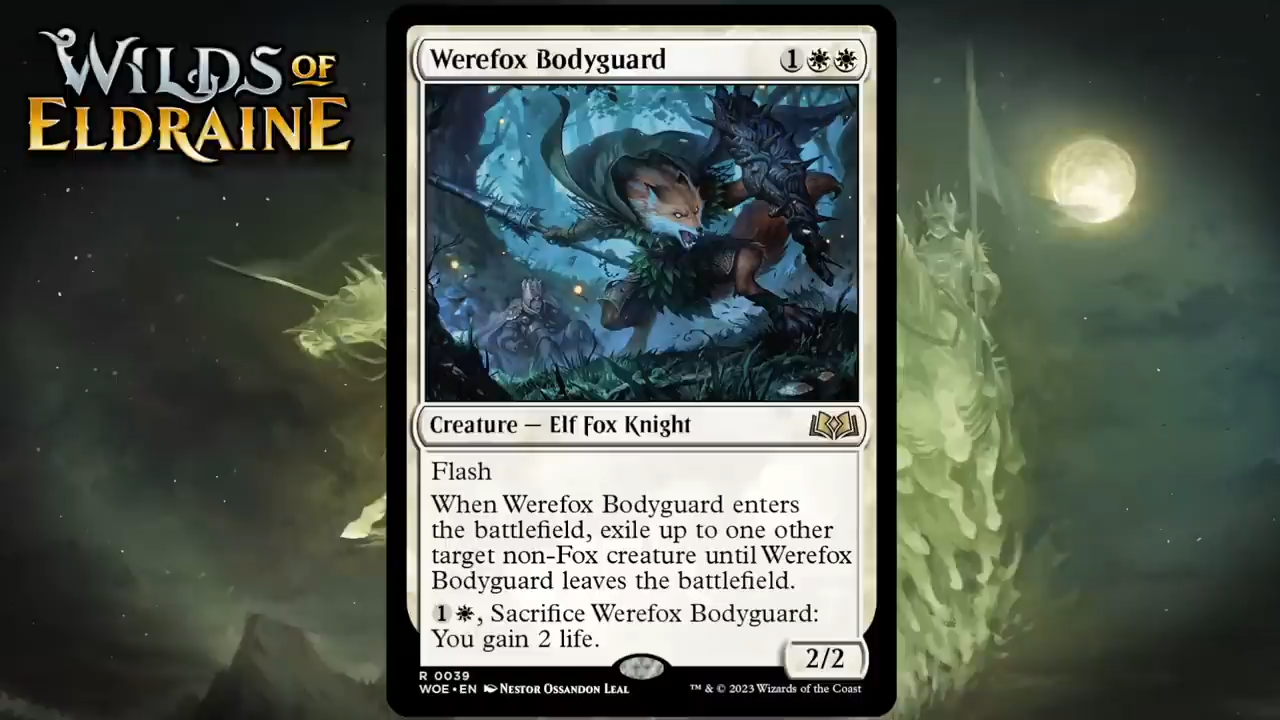 WILDS OF
ELDRAINE
Werefox Bodyguard 1
Creature — Elf Fox Knight
Flash
When Werefox Bodyguard enters
the battlefield, exile up to one other
target non-Fox creature until Werefox
Bodyguard leaves the battlefield.
1 , Sacrifice Werefox Bodyguard:
You gain 2 life.
2/2
R 0039
WOE • EN NESTOR OSSANDON LEAL
™ & © 2023 Wizards of the Coast